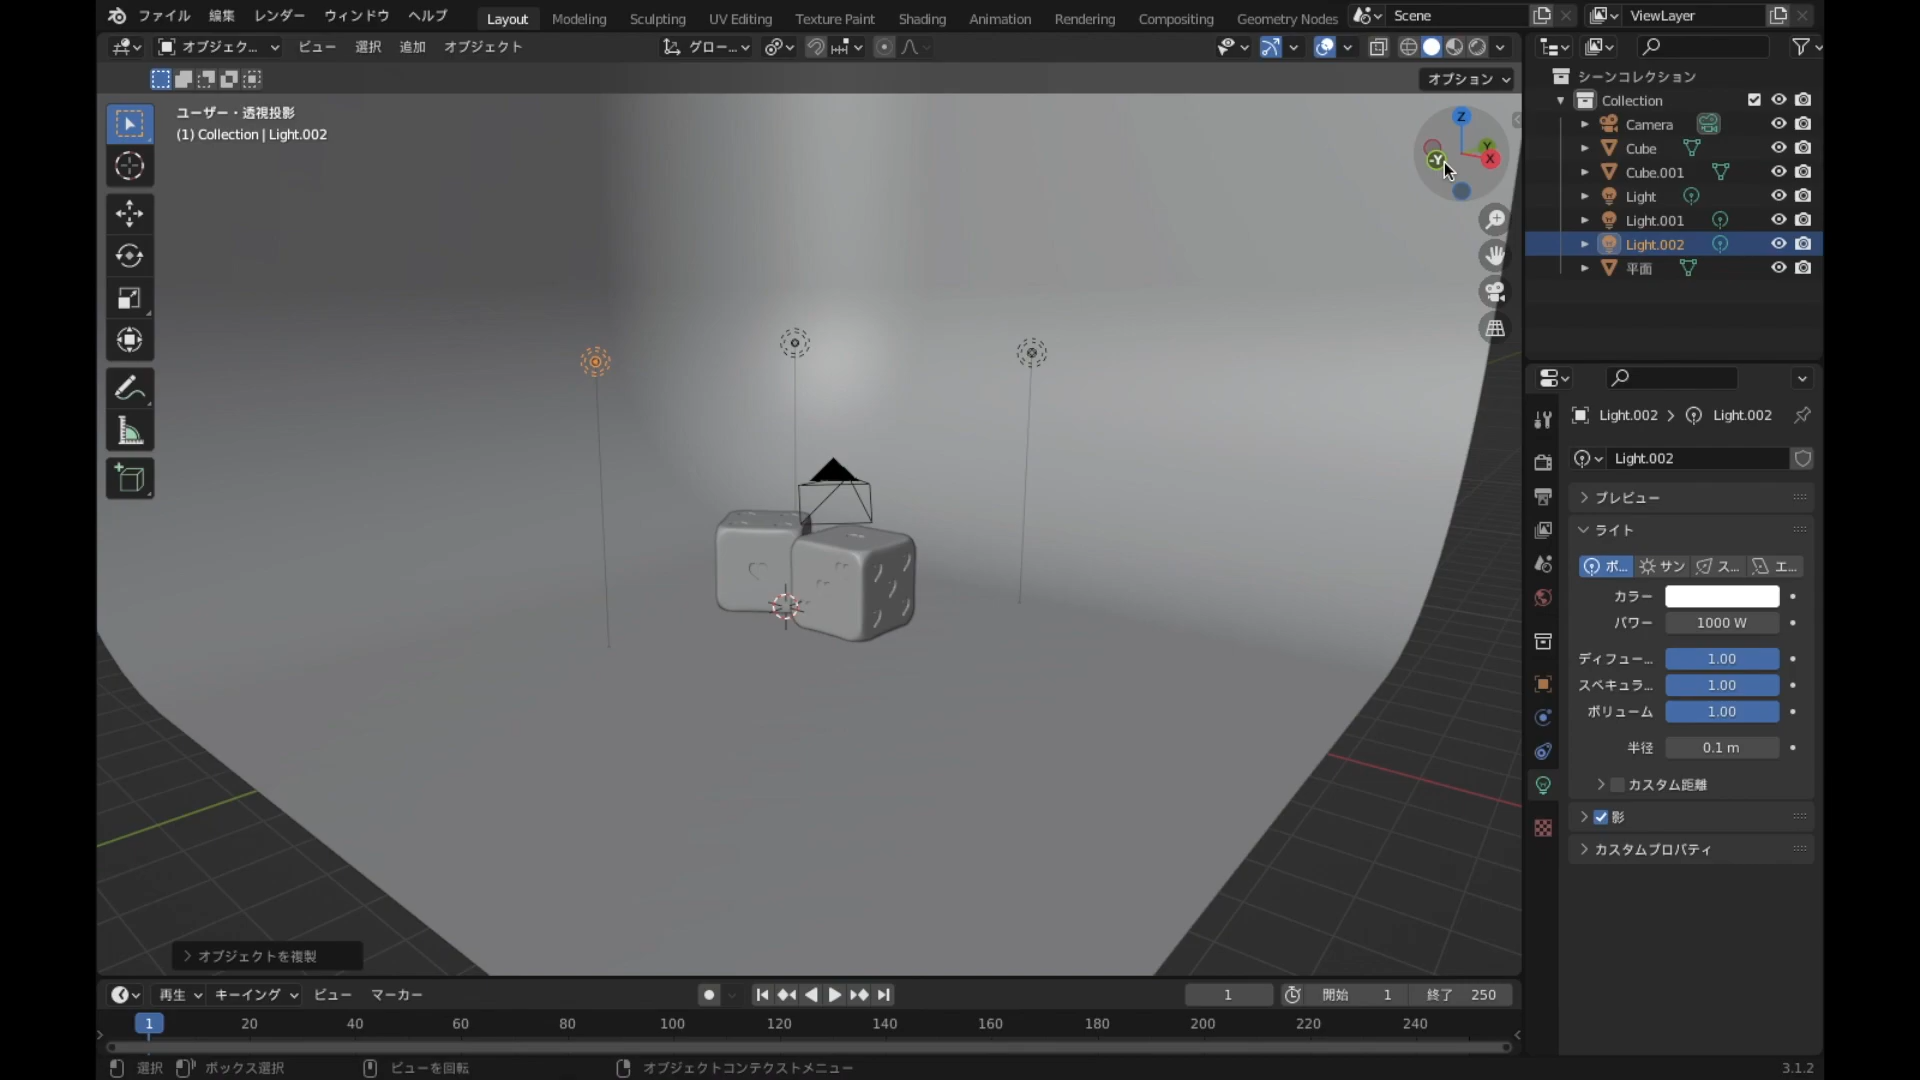 ファイル 編集 レンダー ウィンドウ ヘルプ Layout Modeling Sculpting UV Editing Texture Paint Shading Animation Rendering Compositing Geometry Nodes Scene ViewLayer
オブジェク... ビュー 選択 追加 オブジェクト グロー...
オプション
ユーザー・透視投影
(1) Collection | Light.002
Z
Y
-Y
X
シーンコレクション
Collection
Camera
Cube
Cube.001
Light
Light.001
Light.002
平面
Light.002 > Light.002
Light.002
プレビュー
ライト
ポ... サン ス... エ...
カラー
パワー 1000 W
ディフュー... 1.00
スペキュラ... 1.00
ボリューム 1.00
半径 0.1 m
カスタム距離
影
カスタムプロパティ
オブジェクトを複製
再生 キーイング ビュー マーカー 1 開始 1 終了 250
1 20 40 60 80 100 120 140 160 180 200 220 240
選択 ボックス選択 ビューを回転 オブジェクトコンテクストメニュー 3.1.2